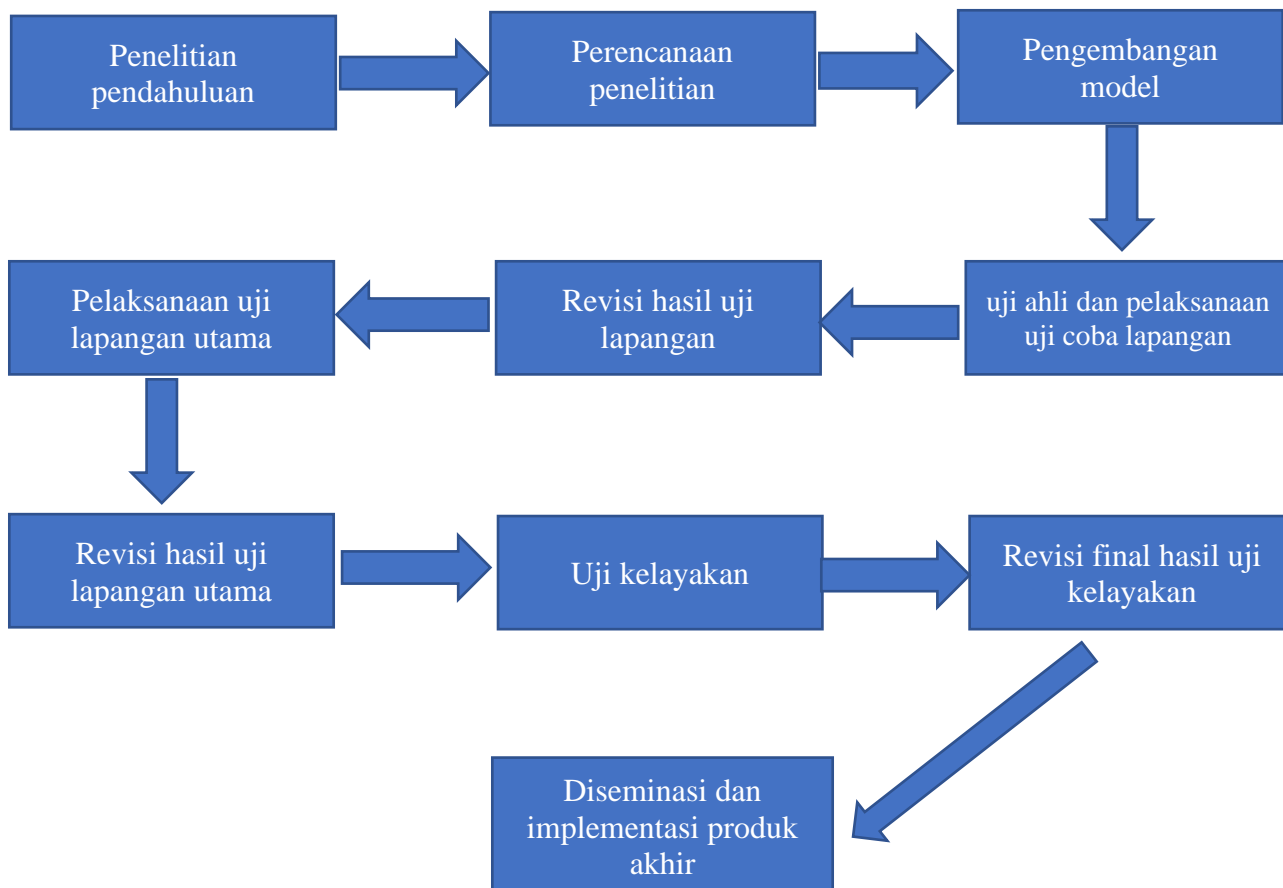 Penelitian
pendahuluan
Perencanaan
penelitian
Pengembangan
model
uji ahli dan pelaksanaan
uji coba lapangan
Revisi hasil uji
lapangan
Pelaksanaan uji
lapangan utama
Revisi hasil uji
lapangan utama
Uji kelayakan
Revisi final hasil uji
kelayakan
Diseminasi dan
implementasi produk
akhir